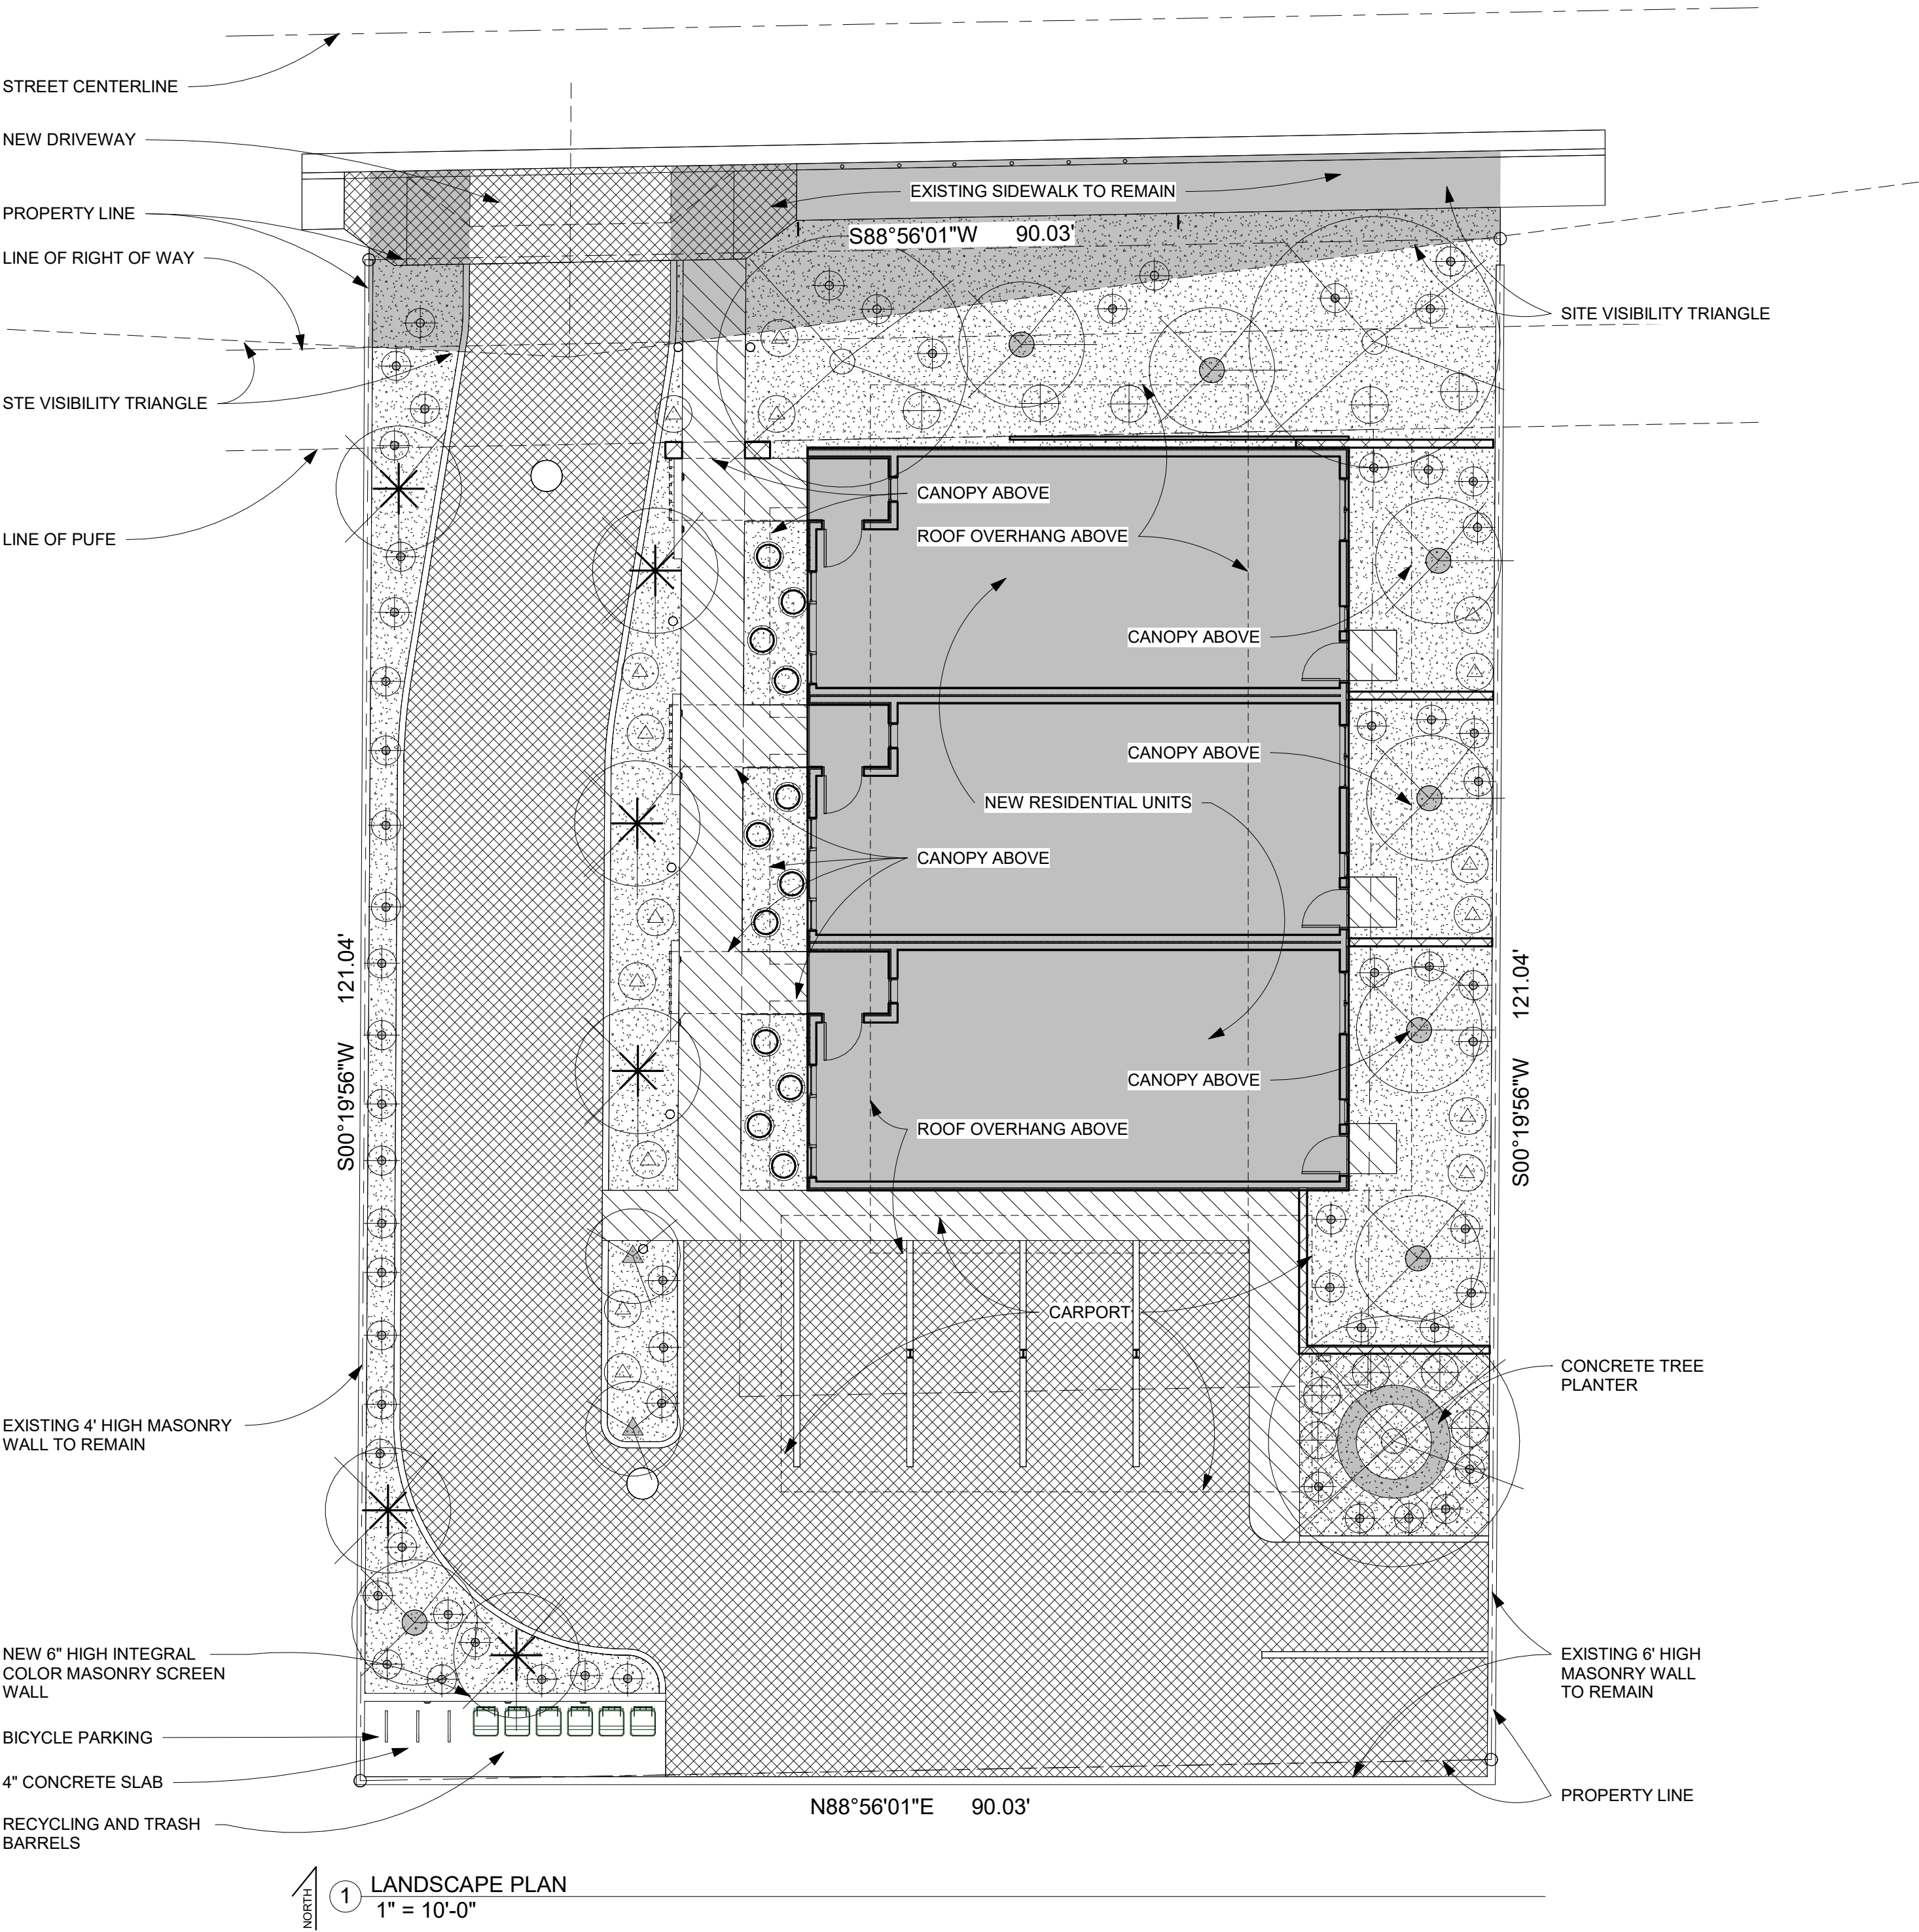 STREET CENTERLINE
NEW DRIVEWAY
EXISTING SIDEWALK TO REMAIN
PROPERTY LINE
S88°56'01"W 90.03'
LINE OF RIGHT OF WAY
SITE VISIBILITY TRIANGLE
STE VISIBILITY TRIANGLE
CANOPY ABOVE
ROOF OVERHANG ABOVE
LINE OF PUFE
CANOPY ABOVE
CANOPY ABOVE
NEW RESIDENTIAL UNITS
CANOPY ABOVE
S00°19'56"W 121.04'
S00°19'56"W 121.04'
CANOPY ABOVE
ROOF OVERHANG ABOVE
CARPORT
CONCRETE TREE
PLANTER
EXISTING 4' HIGH MASONRY
WALL TO REMAIN
NEW 6" HIGH INTEGRAL
COLOR MASONRY SCREEN
WALL
EXISTING 6' HIGH
MASONRY WALL
TO REMAIN
BICYCLE PARKING
4" CONCRETE SLAB
PROPERTY LINE
N88°56'01"E 90.03'
RECYCLING AND TRASH
BARRELS
NORTH
1
LANDSCAPE PLAN
1" = 10'-0"